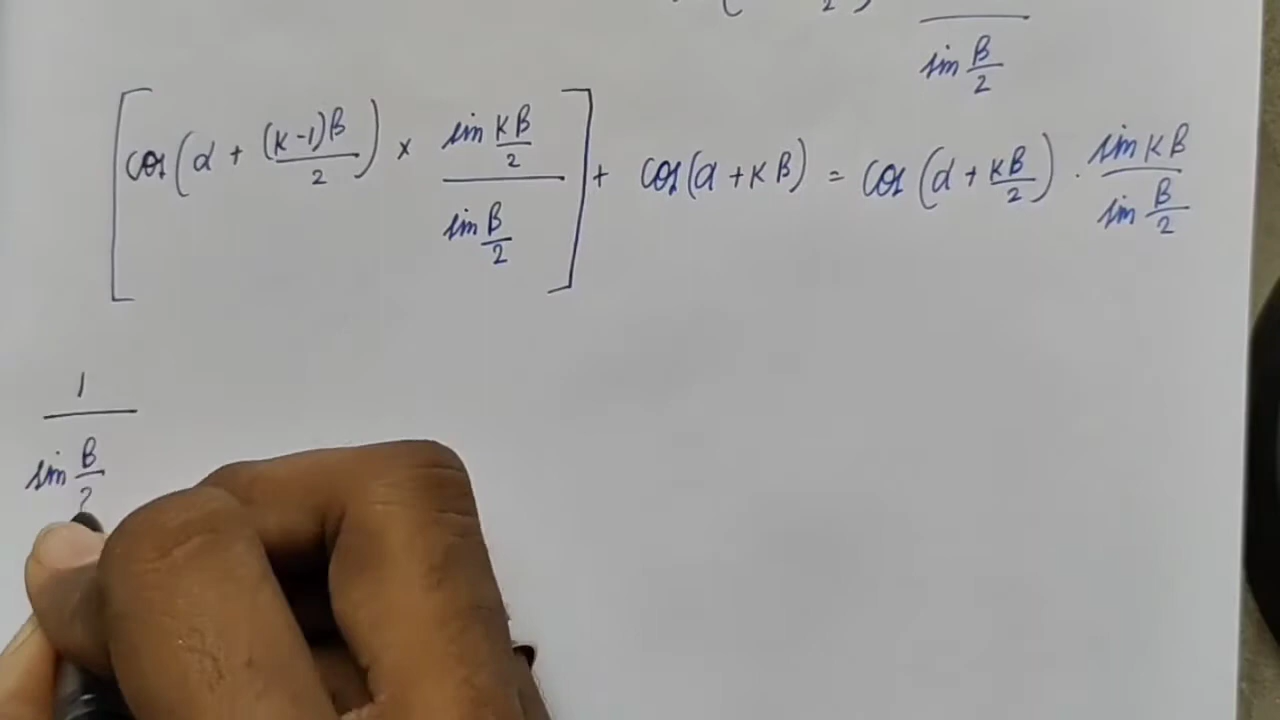 sin β/2
[cos(α + (K-1)β/2) × sin Kβ/2 / sin β/2] + cos(α + Kβ) = cos(α + Kβ/2) · sin Kβ / sin β/2
1 / sin β/2